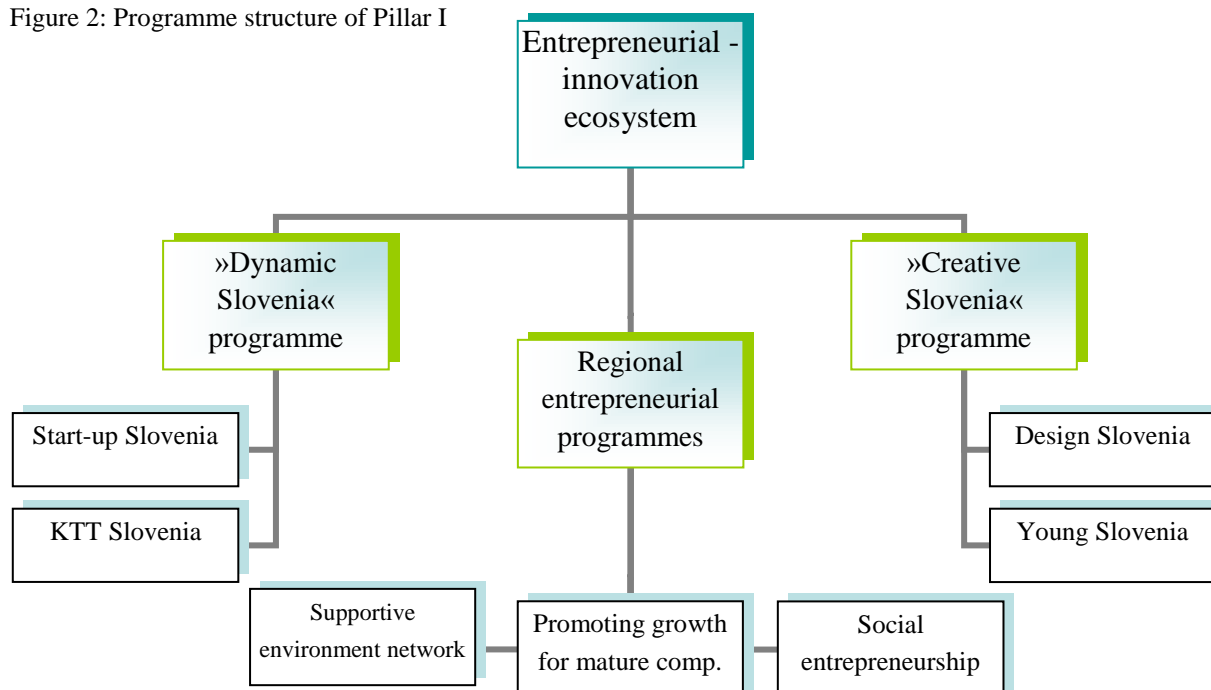 Figure 2: Programme structure of Pillar I
Entrepreneurial -
innovation
ecosystem
»Dynamic
Slovenia«
programme
Regional
entrepreneurial
programmes
»Creative
Slovenia«
programme
Start-up Slovenia
KTT Slovenia
Design Slovenia
Young Slovenia
Supportive
environment network
Promoting growth
for mature comp.
Social
entrepreneurship